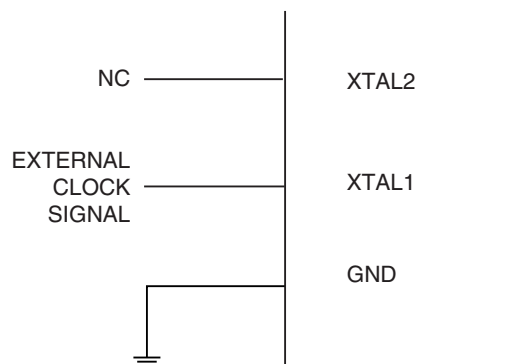 NC
XTAL2
EXTERNAL
CLOCK
SIGNAL
XTAL1
GND